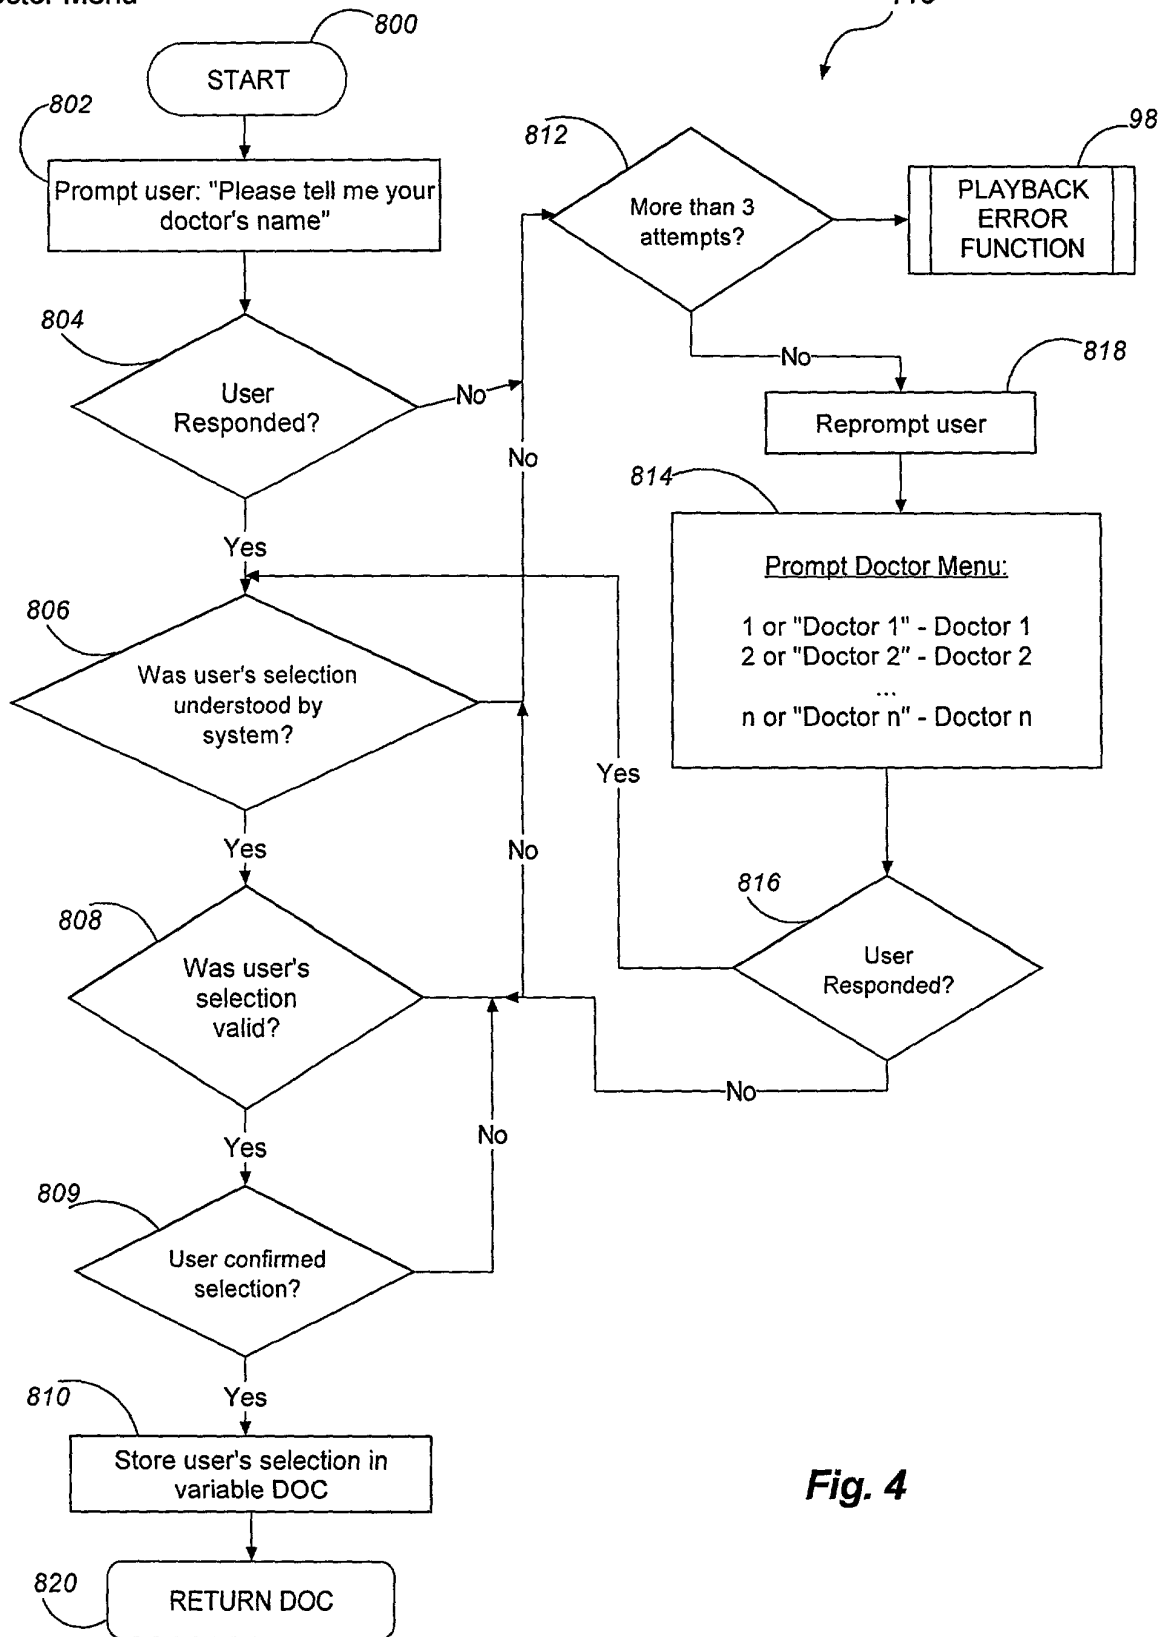 800
START
802
Prompt user: "Please tell me your
doctor's name"
804
User
Responded?
No
No
Yes
806
Was user's selection
understood by
system?
Yes
No
808
Was user's
selection
valid?
Yes
No
809
User confirmed
selection?
Yes
810
Store user's selection in
variable DOC
820
RETURN DOC
812
More than 3
attempts?
98
PLAYBACK
ERROR
FUNCTION
No
818
Reprompt user
814
Prompt Doctor Menu:
1 or "Doctor 1" - Doctor 1
2 or "Doctor 2" - Doctor 2
...
n or "Doctor n" - Doctor n
Yes
816
User
Responded?
No
Fig. 4